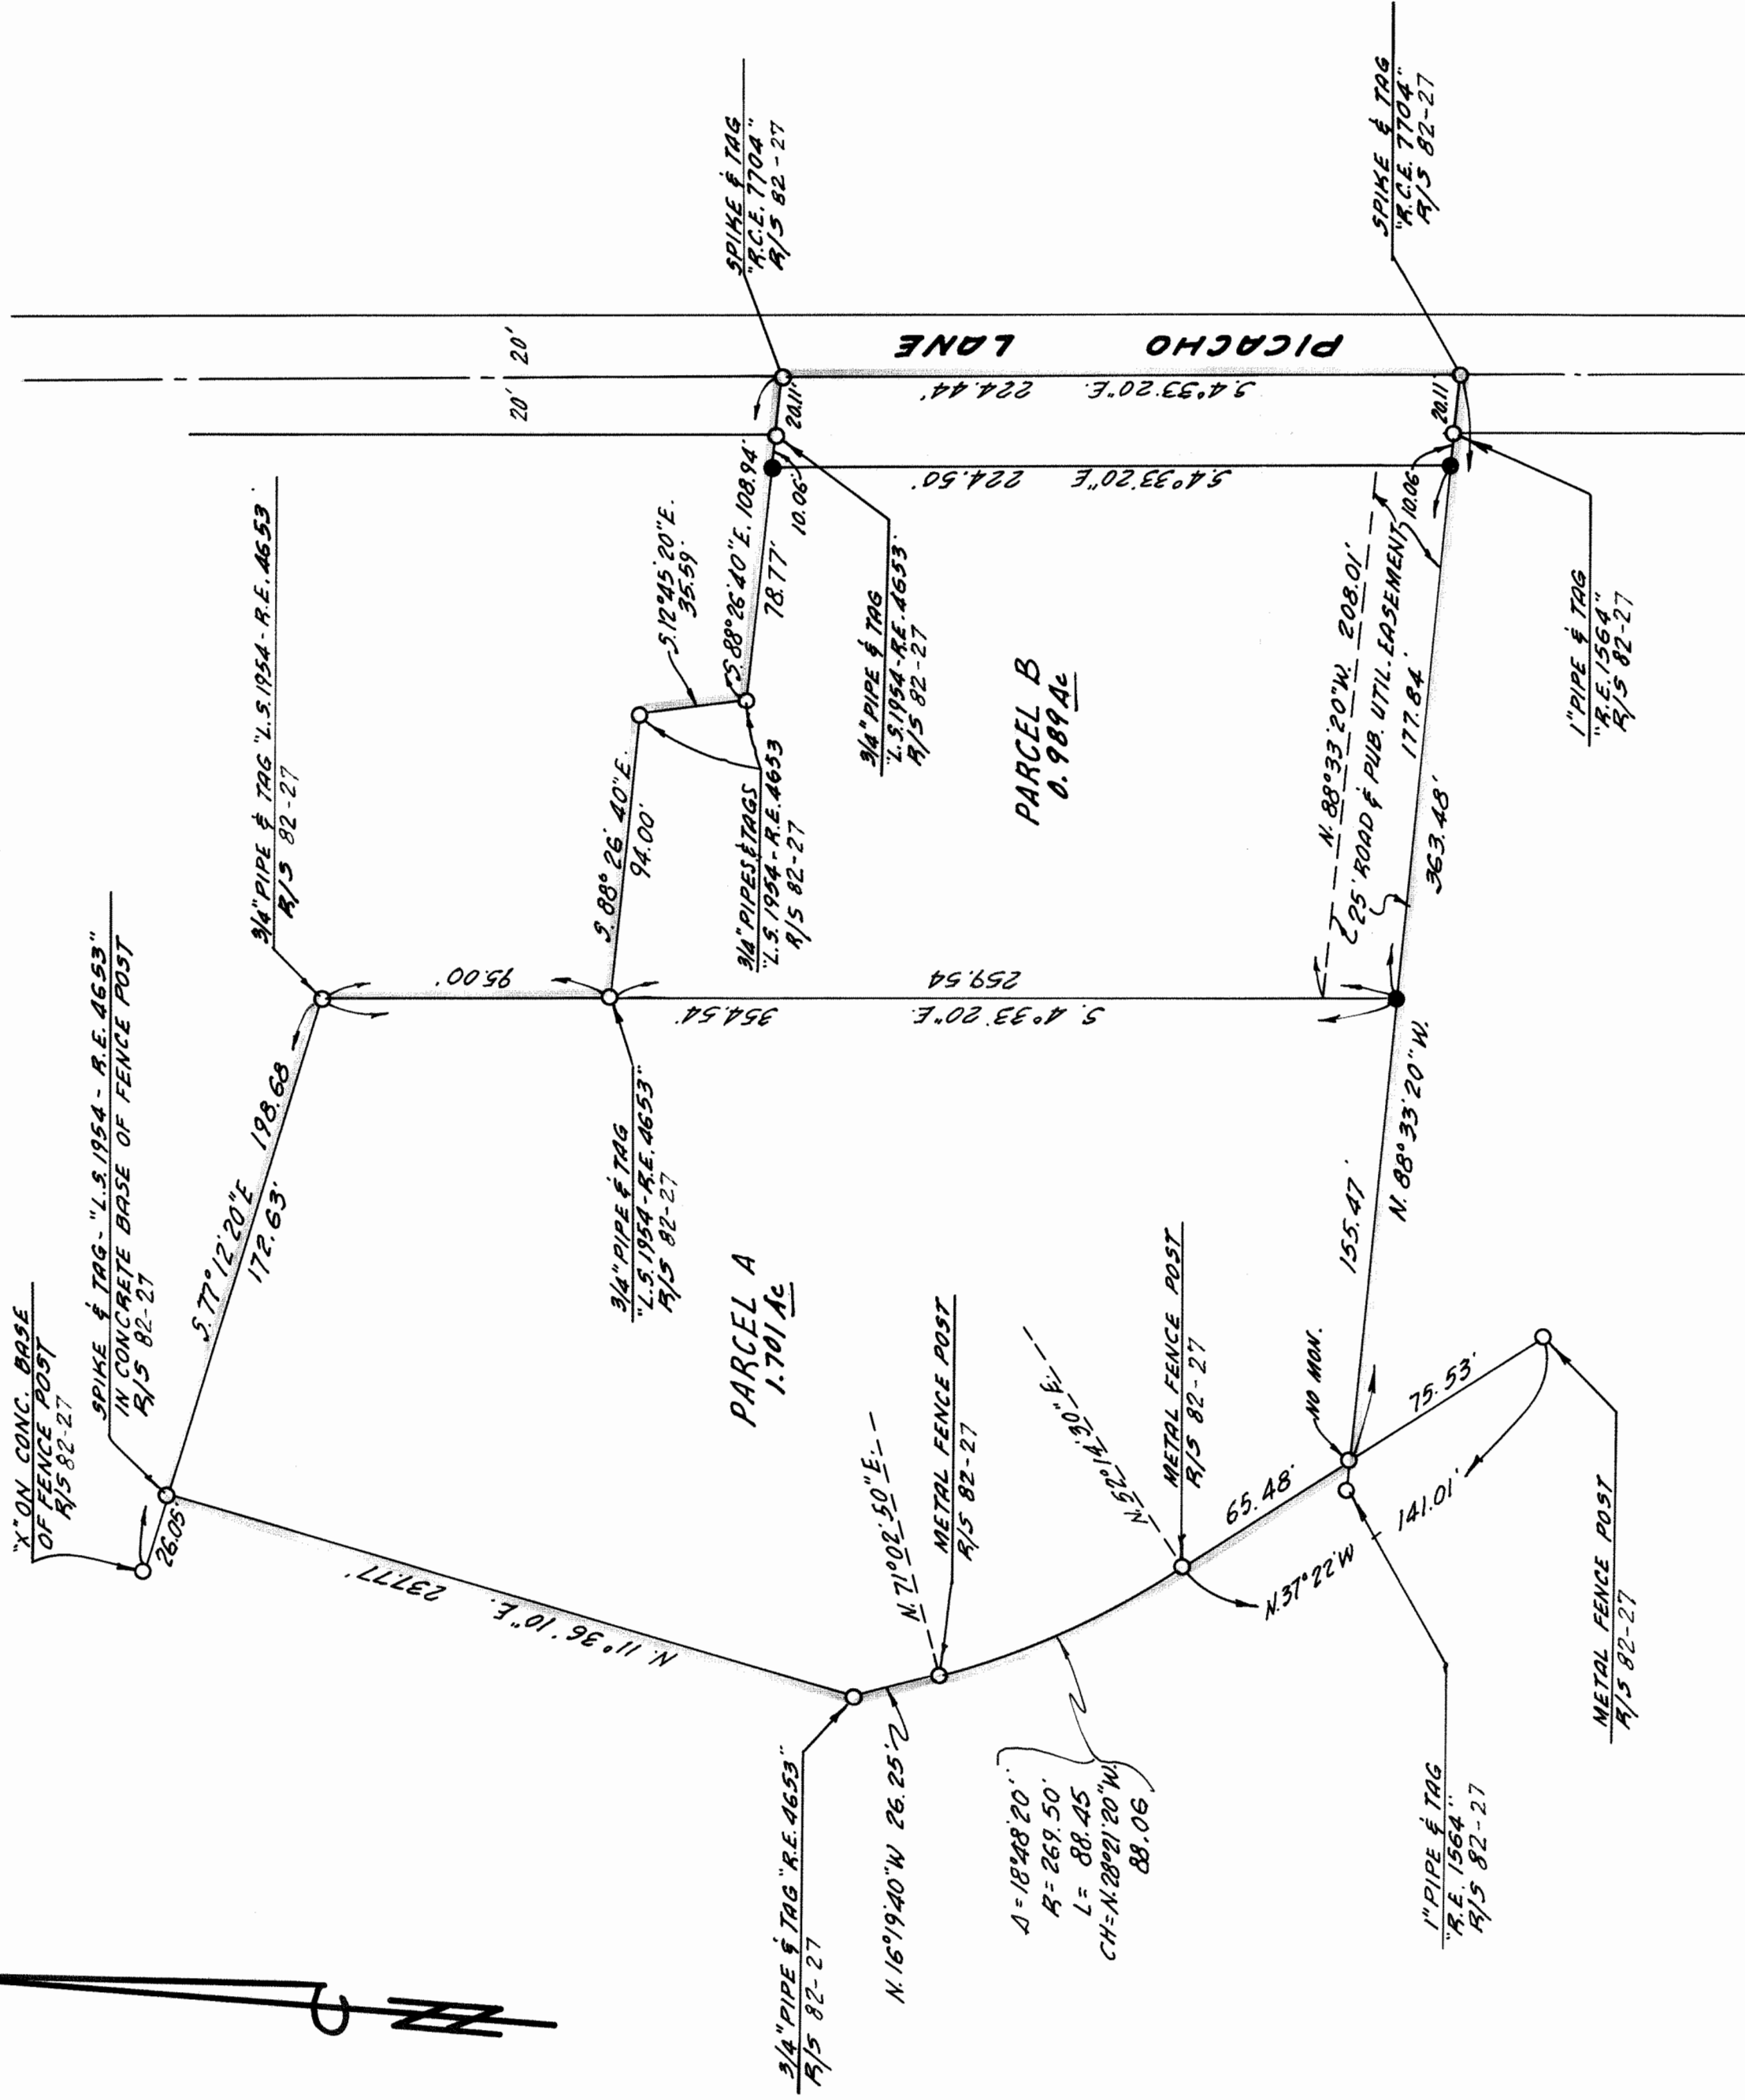 "X" ON CONC. BASE
OF FENCE POST
R/S 82-27
SPIKE & TAG - "L.S. 1954 - R.E. 4653"
IN CONCRETE BASE OF FENCE POST
R/S 82-27
3/4" PIPE & TAG "L.S. 1954 - R.E. 4653"
R/S 82-27
26.05'
S. 77° 12' 20" E 198.68
172.63'
95.00'
N. 11° 36' 10" E. 237.77'
3/4" PIPE & TAG
"L.S. 1954 - R.E. 4653"
R/S 82-27
S. 88° 26' 40" E.
94.00'
S. 12° 45' 20" E.
35.59'
3/4" PIPES & TAGS
"L.S. 1954 - R.E. 4653
R/S 82-27
S. 88° 26' 40" E. 108.94'
78.77'
10.06'
20.11'
SPIKE & TAG
"R.C.E. 7704"
R/S 82-27
20' 20'
3/4" PIPE & TAG
"L.S. 1954 - R.E. 4653
R/S 82-27
PICACHO LANE
S. 4° 33' 20" E. 224.44'
S. 4° 33' 20" E 224.50'
S. 4° 33' 20" E. 354.54'
259.54
PARCEL A
1.701 Ac
PARCEL B
0.989 Ac
3/4" PIPE & TAG "R.E. 4653"
R/S 82-27
N. 16° 19' 40" W 26.25'
N. 71° 02' 50" E.
METAL FENCE POST
R/S 82-27
Δ = 18° 48' 20"
R = 269.50'
L = 88.45
CH = N. 28° 21' 20" W.
88.06
N. 52° 14' 30" E.
METAL FENCE POST
R/S 82-27
65.48'
N. 37° 22' W 141.01'
75.53'
NO MON.
155.47'
N. 88° 33' 20" W.
363.48'
177.84'
N. 88° 33' 20" W. 208.01'
25' ROAD & PUB. UTIL. EASEMENT
10.06'
20.11'
SPIKE & TAG
"R.C.E. 7704"
R/S 82-27
1" PIPE & TAG
"R.E. 1564"
R/S 82-27
1" PIPE & TAG
"R.E. 1564"
R/S 82-27
METAL FENCE POST
R/S 82-27
N